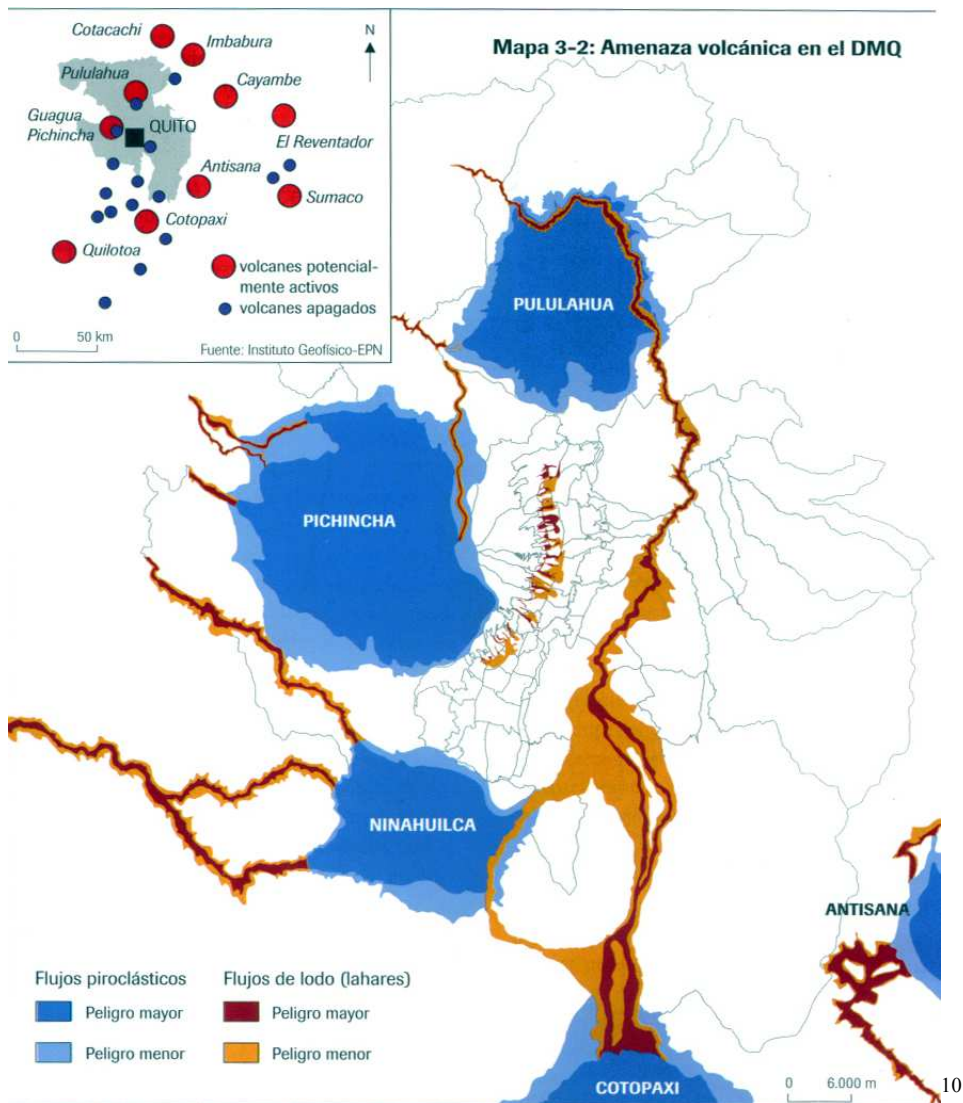 Cotacachi
Imbabura
N
Mapa 3-2: Amenaza volcánica en el DMQ
Pululahua
Cayambe
Guagua
Pichincha
QUITO
El Reventador
Antisana
Sumaco
Cotopaxi
Quilotoa
volcanes potencial-
mente activos
volcanes apagados
0 50 km
Fuente: Instituto Geofísico-EPN
PULULAHUA
PICHINCHA
NINAHUILCA
ANTISANA
Flujos piroclásticos
Peligro mayor
Peligro menor
Flujos de lodo (lahares)
Peligro mayor
Peligro menor
COTOPAXI
0 6.000 m
10